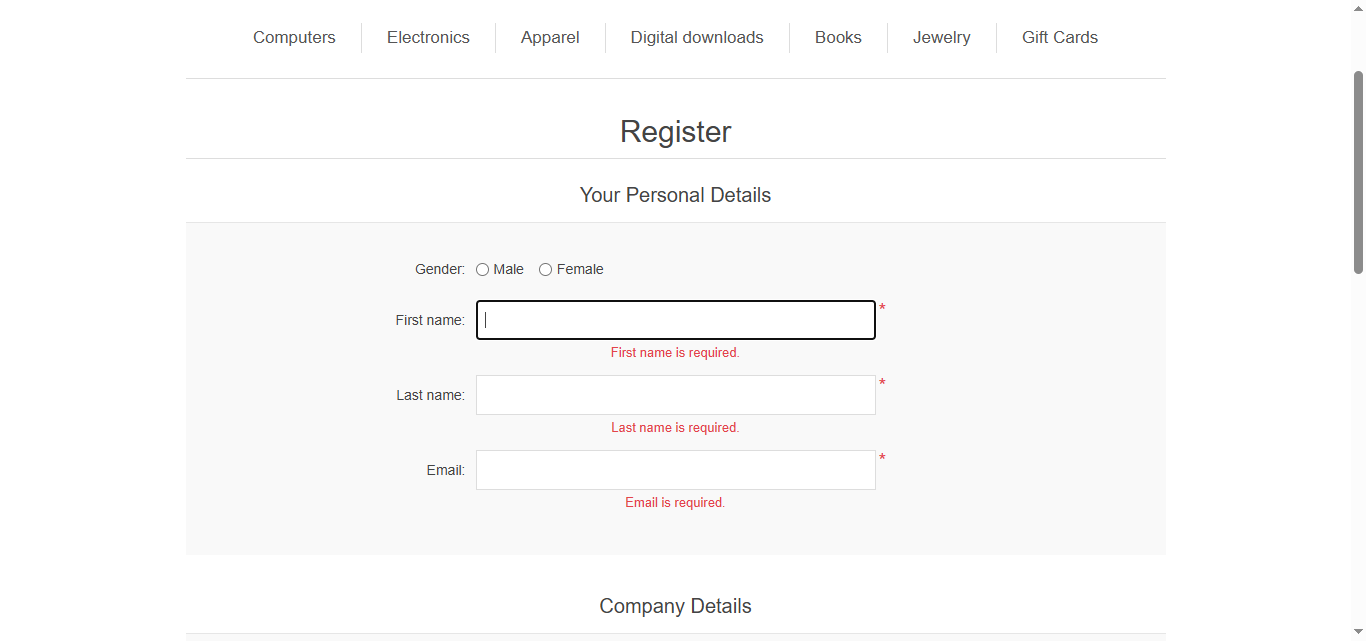 Computers Electronics Apparel Digital downloads Books Jewelry Gift Cards
Register
Your Personal Details
Gender: Male Female
First name: *
First name is required.
Last name: *
Last name is required.
Email: *
Email is required.
Company Details